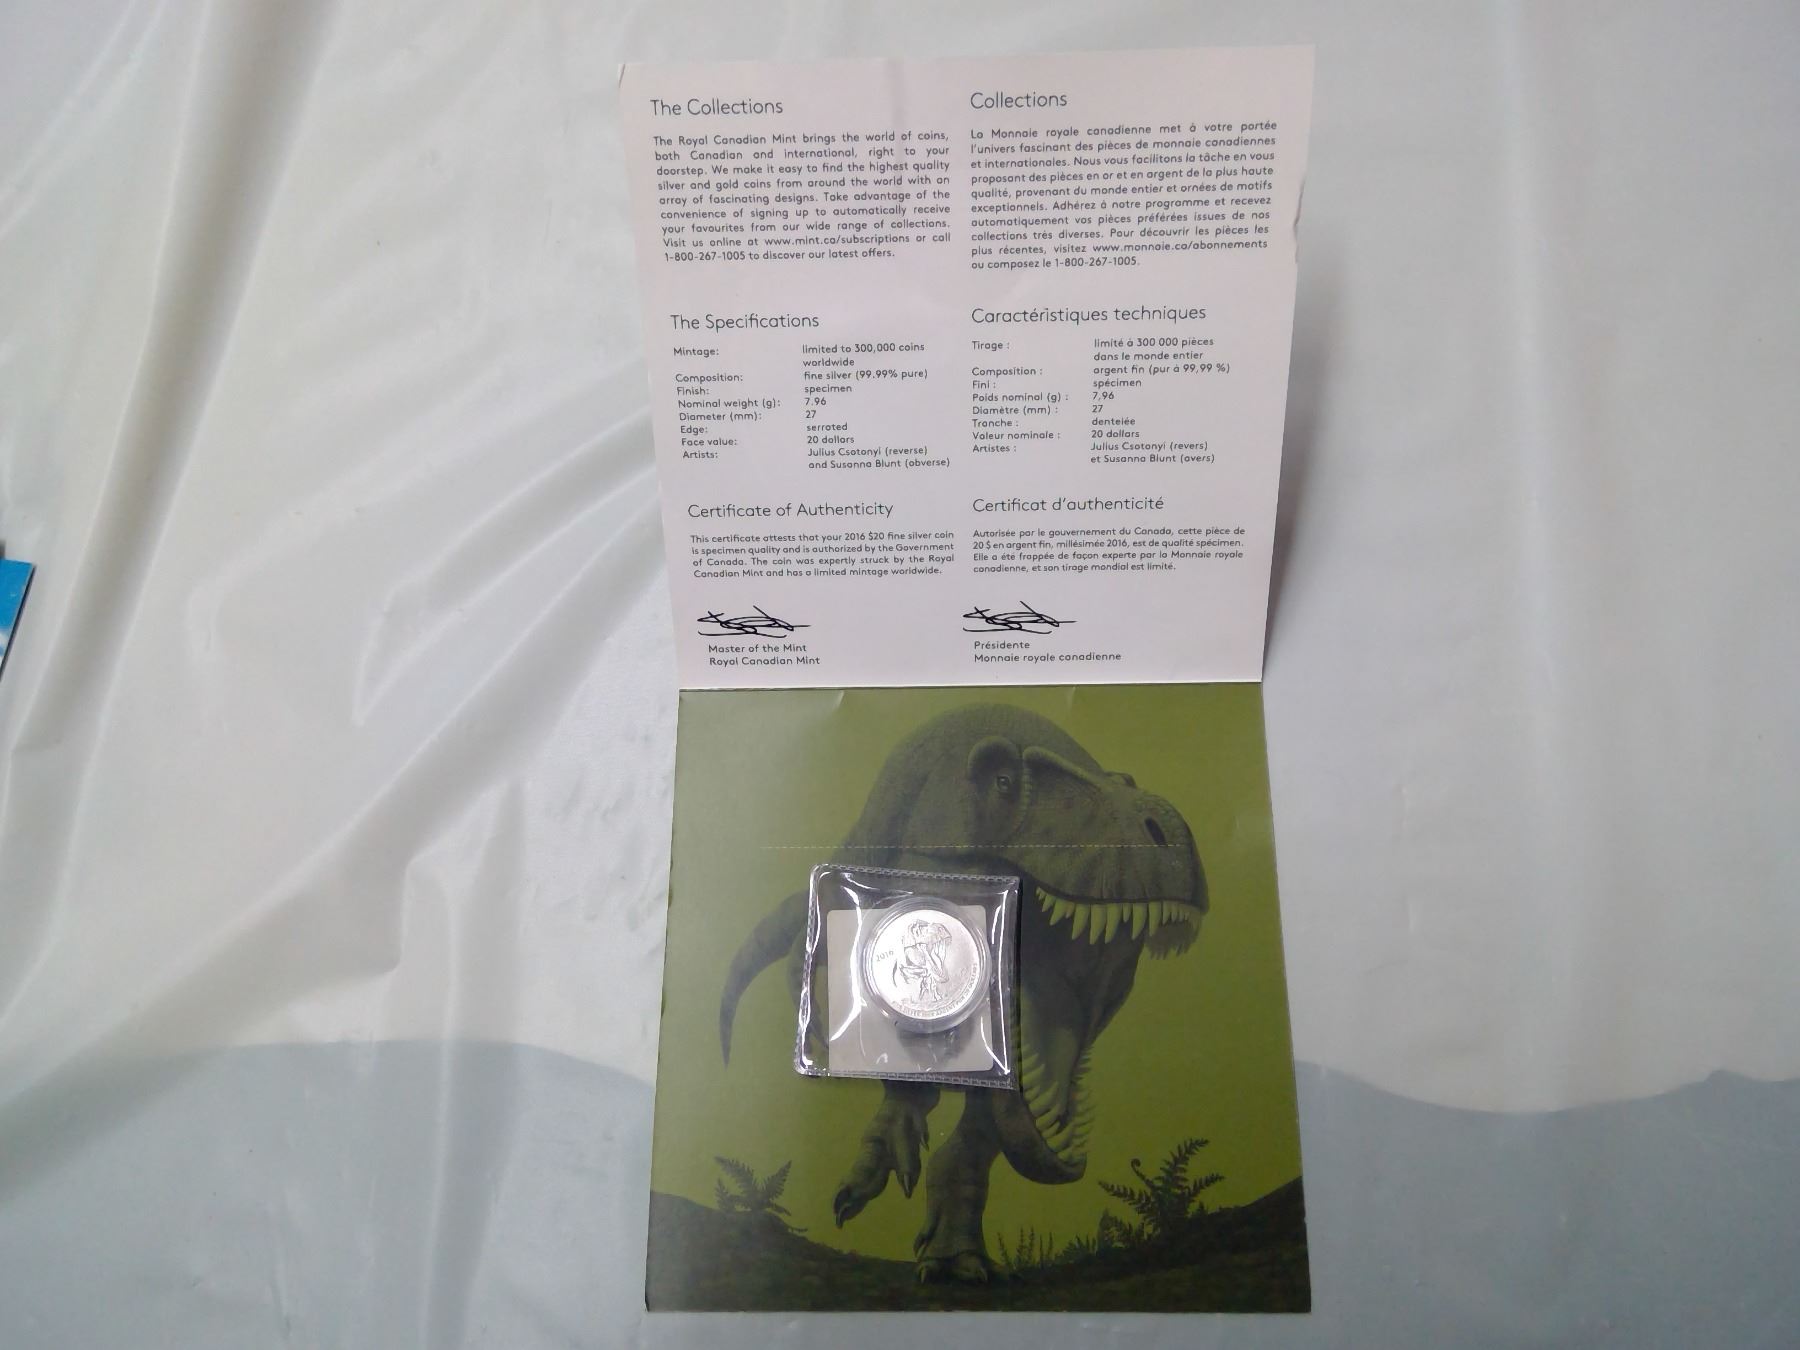 The Collections
The Royal Canadian Mint brings the world of coins,
both Canadian and international, right to your
doorstep. We make it easy to find the highest quality
silver and gold coins from around the world with an
array of fascinating designs. Take advantage of the
convenience of signing up to automatically receive
your favourites from our wide range of collections.
Visit us online at www.mint.ca/subscriptions or call
1-800-267-1005 to discover our latest offers.
The Specifications
Mintage: limited to 300,000 coins
worldwide
Composition: fine silver (99.99% pure)
Finish: specimen
Nominal weight (g): 7.96
Diameter (mm): 27
Edge: serrated
Face value: 20 dollars
Artists: Julius Csotonyi (reverse)
and Susanna Blunt (obverse)
Certificate of Authenticity
This certificate attests that your 2016 $20 fine silver coin
is specimen quality and is authorized by the Government
of Canada. The coin was expertly struck by the Royal
Canadian Mint and has a limited mintage worldwide.
Master of the Mint
Royal Canadian Mint
Collections
La Monnaie royale canadienne met à votre portée
l'univers fascinant des pièces de monnaie canadiennes
et internationales. Nous vous facilitons la tâche en vous
proposant des pièces en or et en argent de la plus haute
qualité, provenant du monde entier et ornées de motifs
exceptionnels. Adhérez à notre programme et recevez
automatiquement vos pièces préférées issues de nos
collections très diverses. Pour découvrir les pièces les
plus récentes, visitez www.monnaie.ca/abonnements
ou composez le 1-800-267-1005.
Caractéristiques techniques
Tirage : limité à 300 000 pièces
dans le monde entier
Composition : argent fin (pur à 99,99 %)
Fini : spécimen
Poids nominal (g) : 7,96
Diamètre (mm) : 27
Tranche : dentelée
Valeur nominale : 20 dollars
Artistes : Julius Csotonyi (revers)
et Susanna Blunt (avers)
Certificat d'authenticité
Autorisée par le gouvernement du Canada, cette pièce de
20 $ en argent fin, millésimée 2016, est de qualité spécimen.
Elle a été frappée de façon experte par la Monnaie royale
canadienne, et son tirage mondial est limité.
Présidente
Monnaie royale canadienne
2016